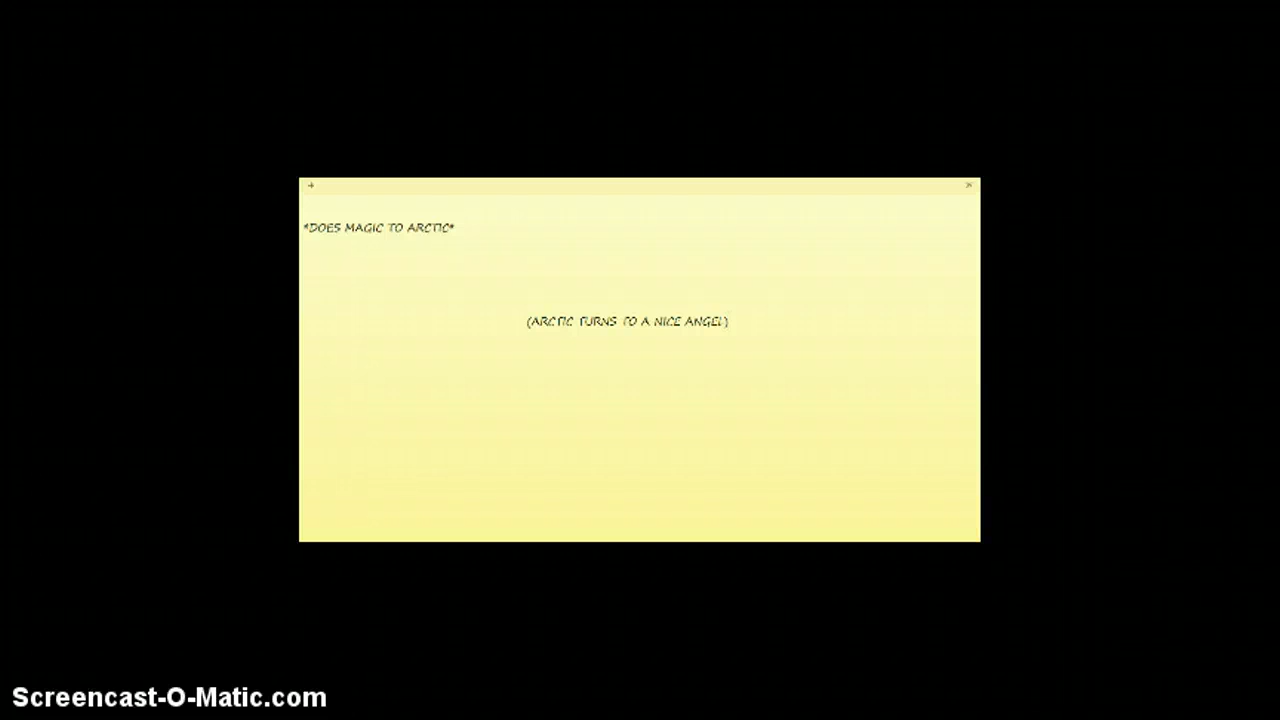 *DOES MAGIC TO ARCTIC*
(ARCTIC TURNS TO A NICE ANGEL)
Screencast-O-Matic.com